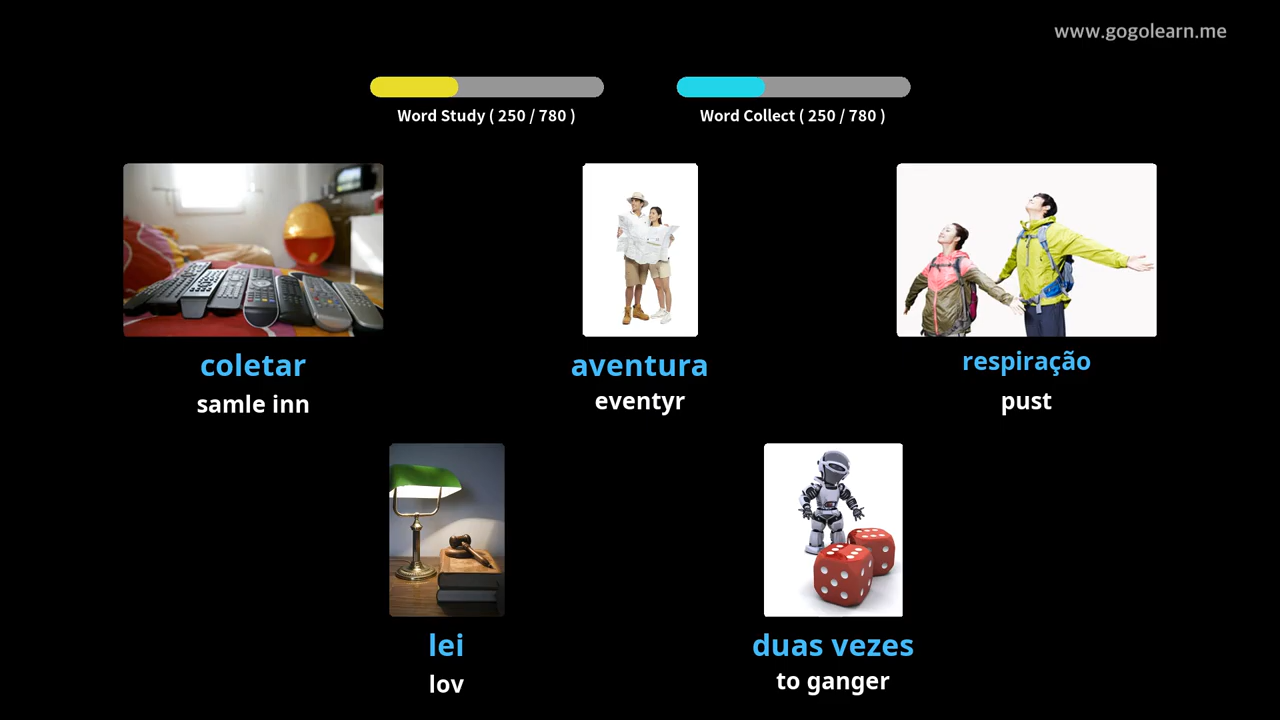 www.gogolearn.me
Word Study ( 250 / 780 )
Word Collect ( 250 / 780 )
coletar
samle inn
aventura
eventyr
respiração
pust
lei
lov
duas vezes
to ganger